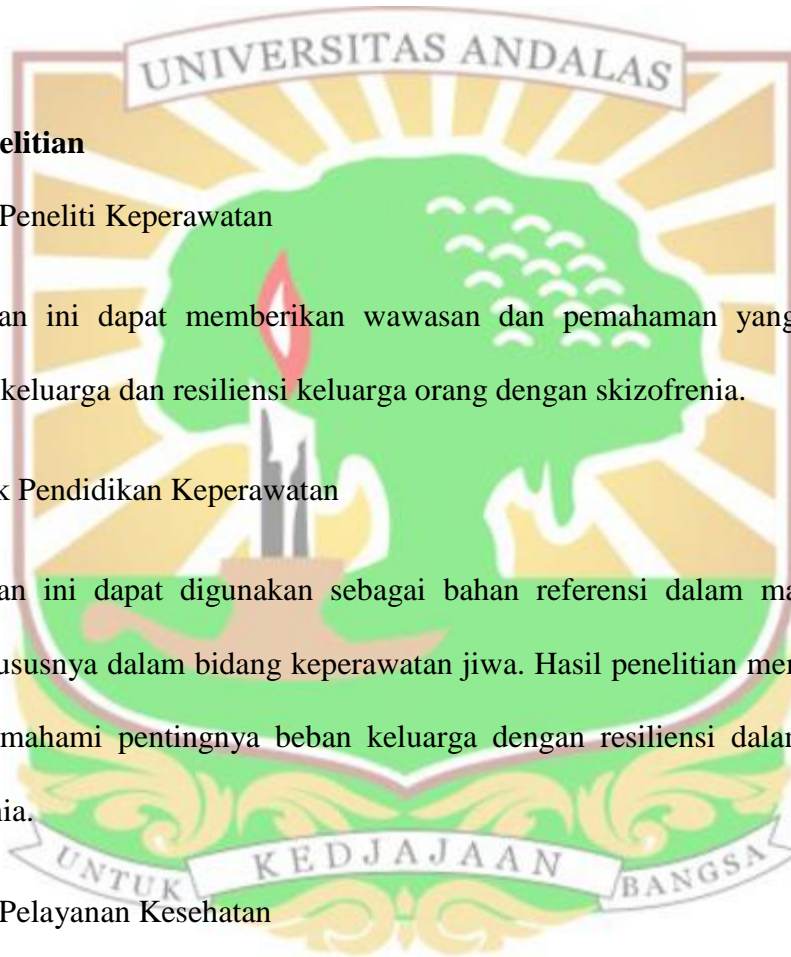 UNIVERSITAS ANDALAS
elitian
Peneliti Keperawatan
an ini dapat memberikan wawasan dan pemahaman yang
keluarga dan resiliensi keluarga orang dengan skizofrenia.
k Pendidikan Keperawatan
an ini dapat digunakan sebagai bahan referensi dalam ma
ususnya dalam bidang keperawatan jiwa. Hasil penelitian mer
mahami pentingnya beban keluarga dengan resiliensi dalam
nia.
UNTUK KEDJAJAAN BANGSA
Pelayanan Kesehatan